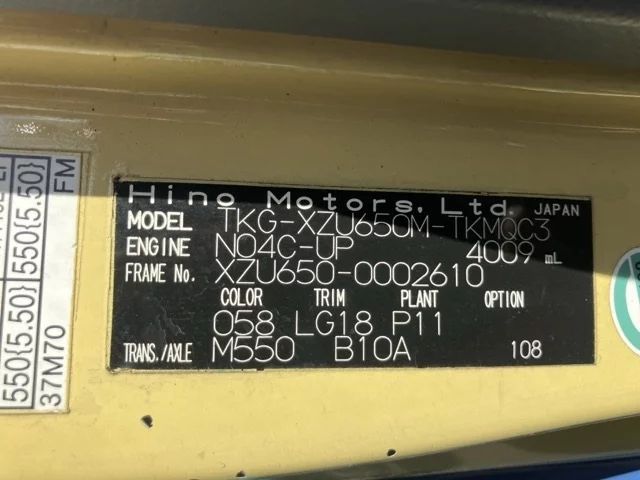 Hino Motors, Ltd. JAPAN
MODEL TKG-XZU650M-TKMQC3
ENGINE N04C-UP 4009 mL
FRAME No. XZU650-0002610
COLOR TRIM PLANT OPTION
058 LG18 P11
TRANS./AXLE M550 B10A 108
550{5.50} 550{5.50}
37M70 FM